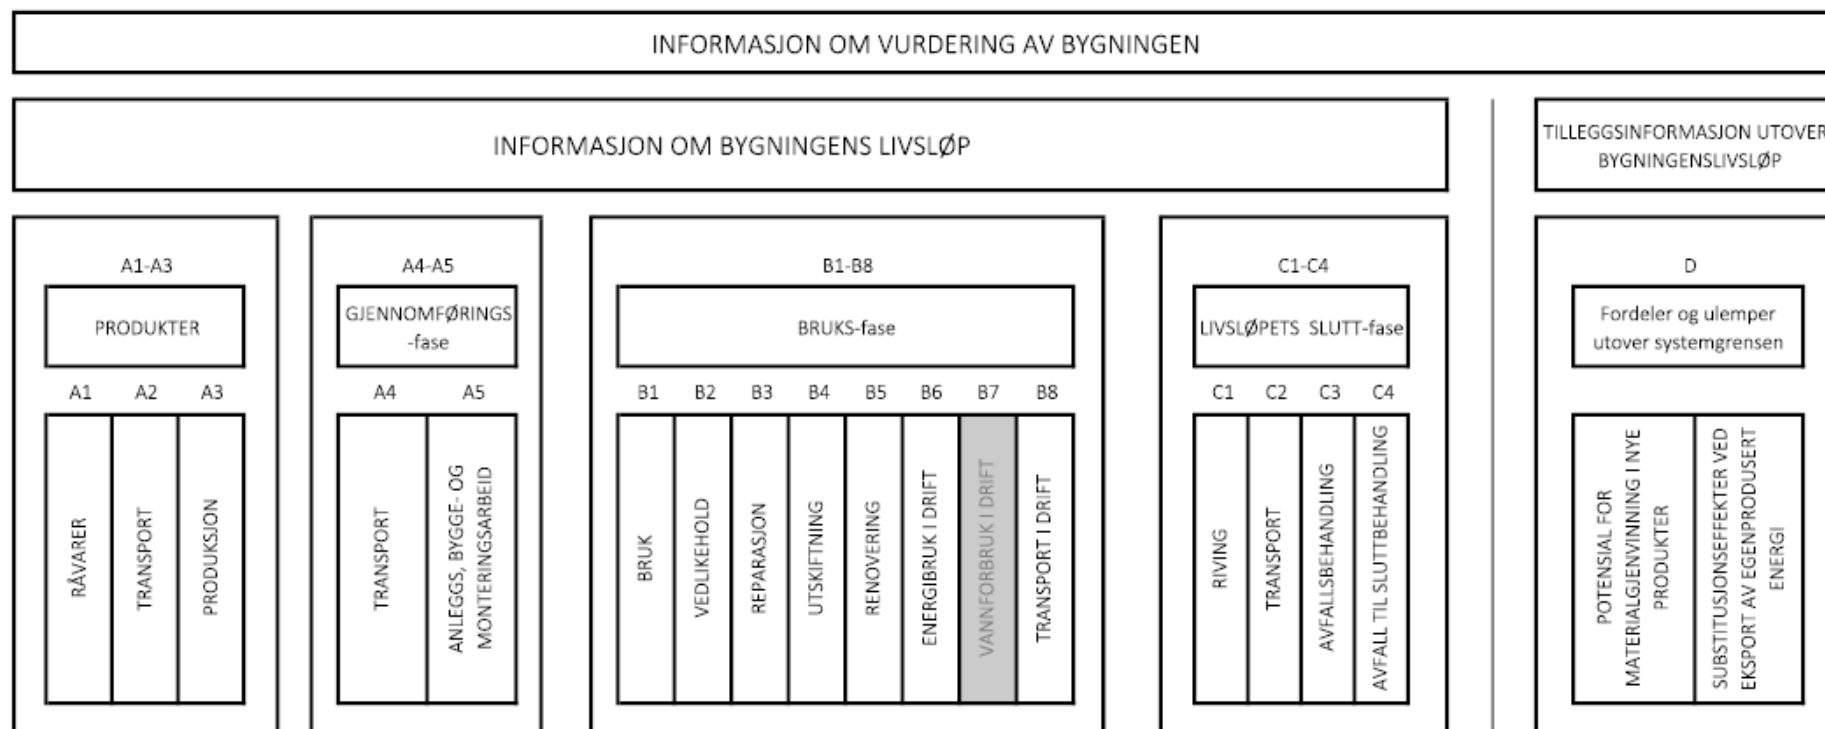 INFORMASJON OM VURDERING AV BYGNINGEN
INFORMASJON OM BYGNINGENS LIVSLØP
TILLEGGSINFORMASJON UTOVER
BYGNINGENSLIVSLØP
A1-A3
PRODUKTER
A1 A2 A3
RÅVARER
TRANSPORT
PRODUKSJON
A4-A5
GJENNOMFØRINGS
-fase
A4 A5
TRANSPORT
ANLEGGS, BYGGE- OG
MONTERINGSARBEID
B1-B8
BRUKS-fase
B1 B2 B3 B4 B5 B6 B7 B8
BRUK
VEDLIKEHOLD
REPARASJON
UTSKIFTNING
RENOVERING
ENERGIBRUK I DRIFT
VANNFORBRUK I DRIFT
TRANSPORT I DRIFT
C1-C4
LIVSLØPETS SLUTT-fase
C1 C2 C3 C4
RIVING
TRANSPORT
AVFALLSBEHANDLING
AVFALL TIL SLUTTBEHANDLING
D
Fordeler og ulemper
utover systemgrensen
POTENSIAL FOR
MATERIALGJENVINNING I NYE
PRODUKTER
SUBSTITUSJONSEFFEKTER VED
EKSPORT AV EGENPRODUSERT
ENERGI